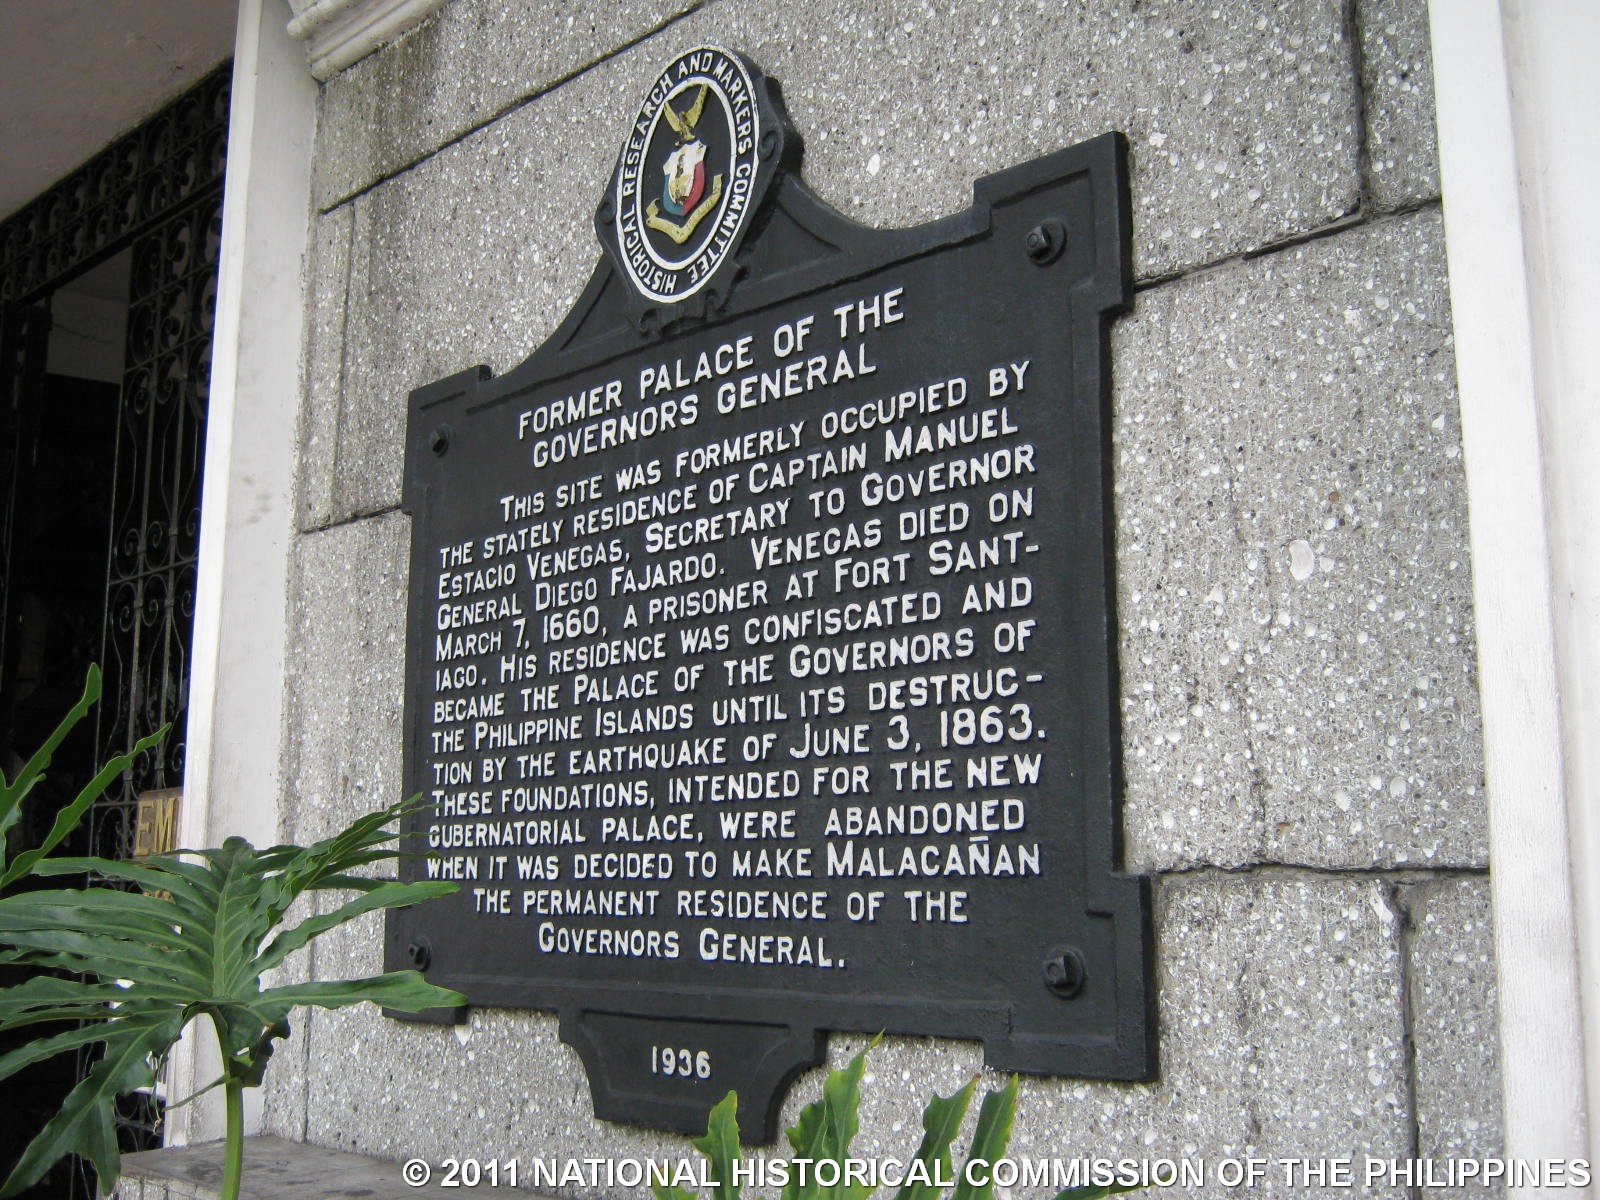 HISTORICAL RESEARCH AND MARKERS COMMITTEE
FORMER PALACE OF THE
GOVERNORS GENERAL
THIS SITE WAS FORMERLY OCCUPIED BY
THE STATELY RESIDENCE OF CAPTAIN MANUEL
ESTACIO VENEGAS, SECRETARY TO GOVERNOR
GENERAL DIEGO FAJARDO. VENEGAS DIED ON
MARCH 7, 1660, A PRISONER AT FORT SANT-
IAGO. HIS RESIDENCE WAS CONFISCATED AND
BECAME THE PALACE OF THE GOVERNORS OF
THE PHILIPPINE ISLANDS UNTIL ITS DESTRUC-
TION BY THE EARTHQUAKE OF JUNE 3, 1863.
THESE FOUNDATIONS, INTENDED FOR THE NEW
GUBERNATORIAL PALACE, WERE ABANDONED
WHEN IT WAS DECIDED TO MAKE MALACAÑAN
THE PERMANENT RESIDENCE OF THE
GOVERNORS GENERAL.
1936
EM
© 2011 NATIONAL HISTORICAL COMMISSION OF THE PHILIPPINES